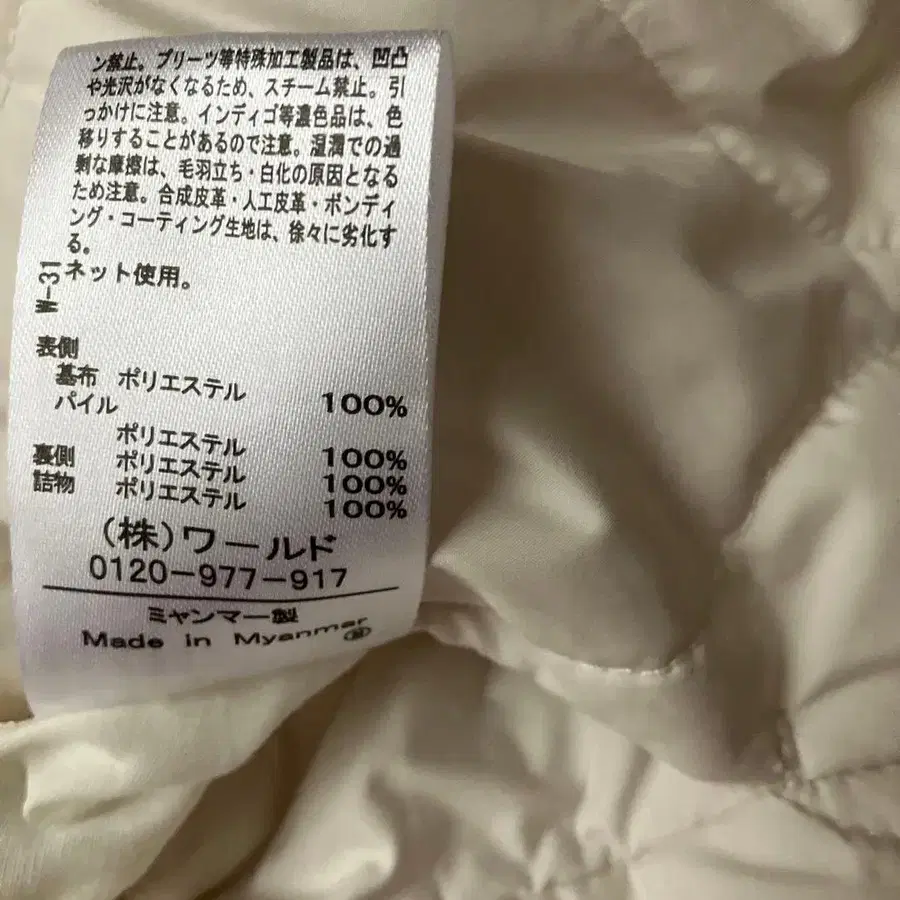 ン禁止。プリーツ等特殊加工製品は、凹凸
や光沢がなくなるため、スチーム禁止。引
っかけに注意。インディゴ等濃色品は、色
移りすることがあるので注意。湿潤での過
剰な摩擦は、毛羽立ち・白化の原因となる
ため注意。合成皮革・人工皮革・ボンディ
ング・コーティング生地は、徐々に劣化す
る。
ネット使用。
W-31
表側
基布 ポリエステル 100%
パイル
ポリエステル 100%
裏側 ポリエステル 100%
詰物 ポリエステル 100%
(株)ワールド
0120-977-917
ミャンマー製
Made in Myanmar